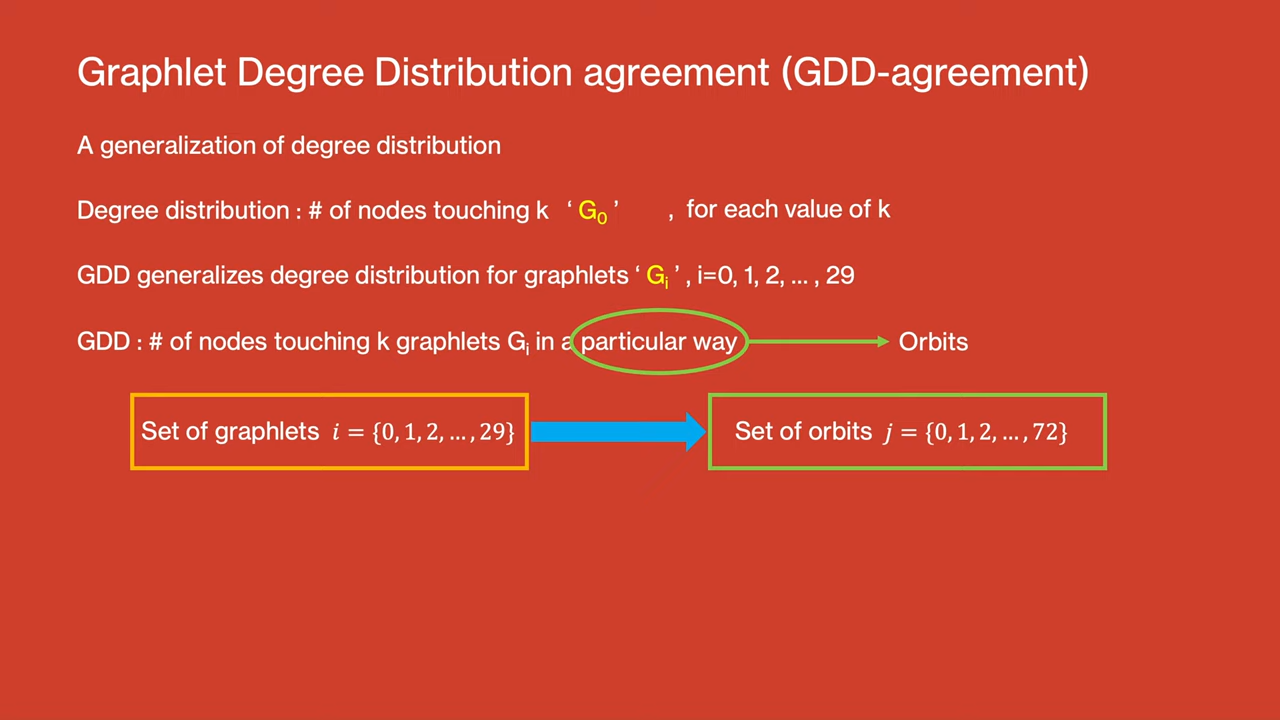 Graphlet Degree Distribution agreement (GDD-agreement)
A generalization of degree distribution
Degree distribution : # of nodes touching k ‘ G₀ ’ , for each value of k
GDD generalizes degree distribution for graphlets ‘ Gᵢ ’ , i=0, 1, 2, ... , 29
GDD : # of nodes touching k graphlets Gᵢ in a particular way Orbits
Set of graphlets i = {0, 1, 2, … , 29} Set of orbits j = {0, 1, 2, … , 72}